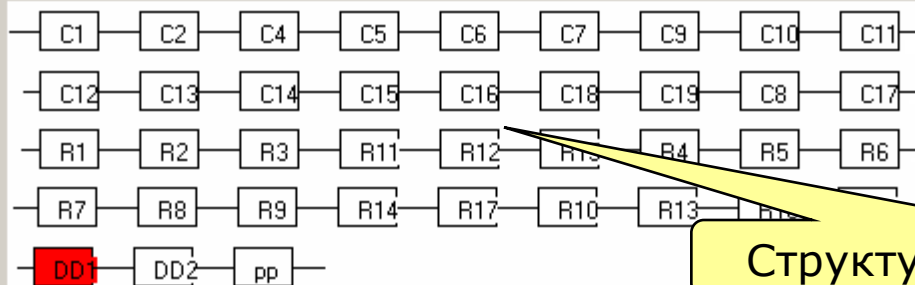 C1 C2 C4 C5 C6 C7 C9 C10 C11
C12 C13 C14 C15 C16 C18 C19 C8 C17
R1 R2 R3 R11 R12 R4 R5 R6
R7 R8 R9 R14 R17 R10 R13
DD1 DD2 pp
Структу